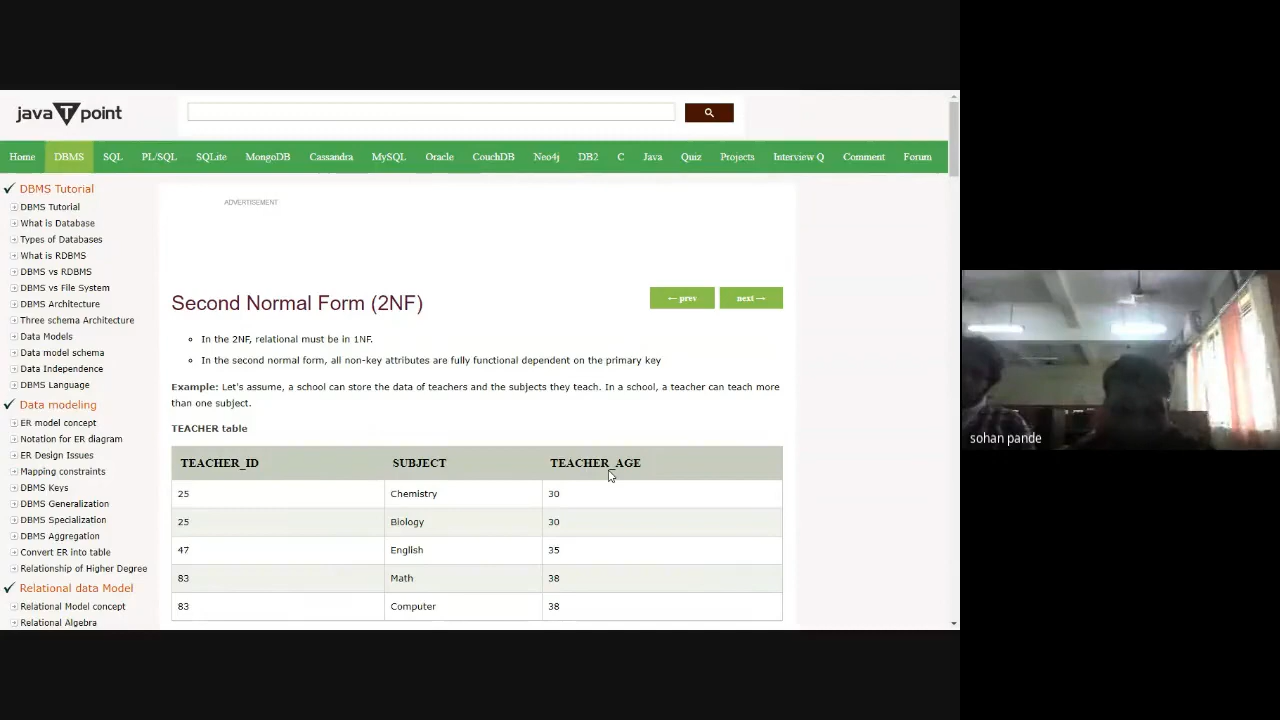 java T point
Home DBMS SQL PL/SQL SQLite MongoDB Cassandra MySQL Oracle CouchDB Neo4j DB2 C Java Quiz Projects Interview Q Comment Forum
DBMS Tutorial
DBMS Tutorial
What is Database
Types of Databases
What is RDBMS
DBMS vs RDBMS
DBMS vs File System
DBMS Architecture
Three schema Architecture
Data Models
Data model schema
Data Independence
DBMS Language
Data modeling
ER model concept
Notation for ER diagram
ER Design Issues
Mapping constraints
DBMS Keys
DBMS Generalization
DBMS Specialization
DBMS Aggregation
Convert ER into table
Relationship of Higher Degree
Relational data Model
Relational Model concept
Relational Algebra
ADVERTISEMENT
← prev next →
Second Normal Form (2NF)
In the 2NF, relational must be in 1NF.
In the second normal form, all non-key attributes are fully functional dependent on the primary key
Example: Let's assume, a school can store the data of teachers and the subjects they teach. In a school, a teacher can teach more
than one subject.
TEACHER table
TEACHER_ID SUBJECT TEACHER_AGE
25 Chemistry 30
25 Biology 30
47 English 35
83 Math 38
83 Computer 38
sohan pande